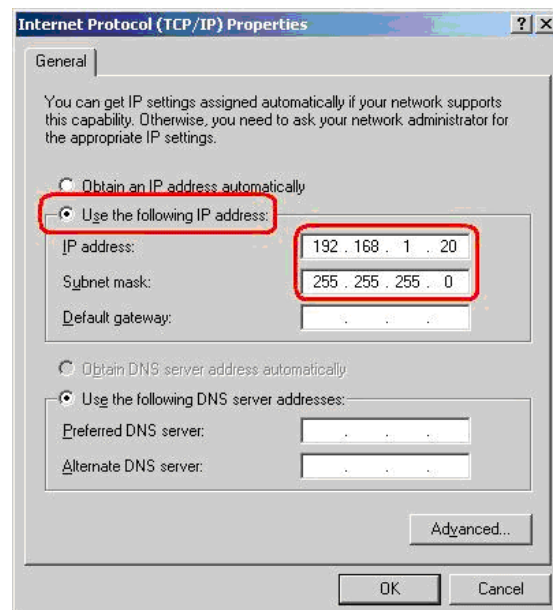 Internet Protocol (TCP/IP) Properties
General
You can get IP settings assigned automatically if your network supports
this capability. Otherwise, you need to ask your network administrator for
the appropriate IP settings.
Obtain an IP address automatically
Use the following IP address:
IP address: 192 . 168 . 1 . 20
Subnet mask: 255 . 255 . 255 . 0
Default gateway: . . .
Obtain DNS server address automatically
Use the following DNS server addresses:
Preferred DNS server: . . .
Alternate DNS server: . . .
Advanced...
OK Cancel